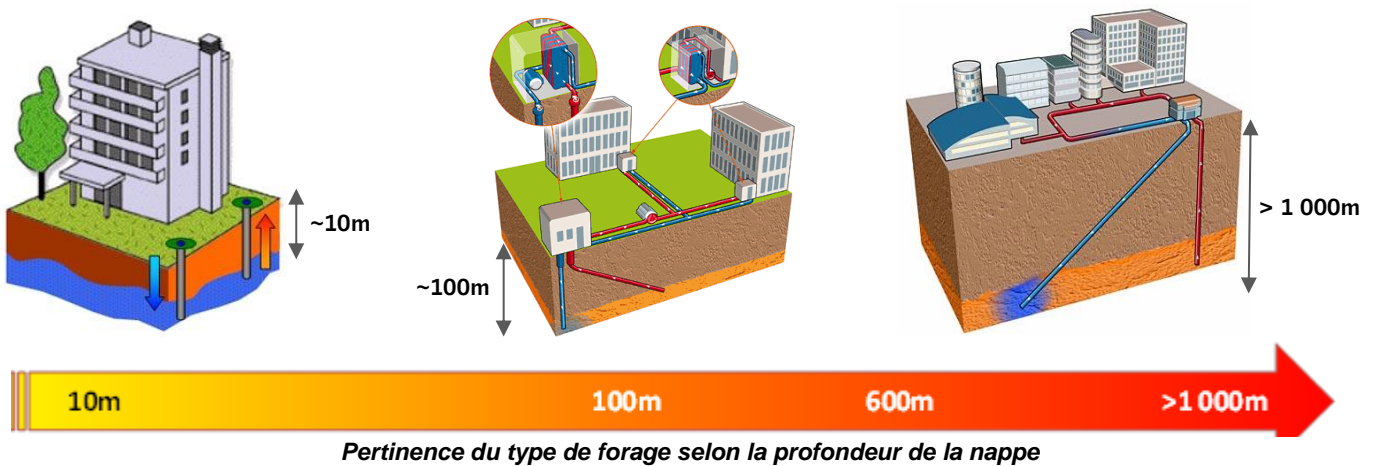 ~10m
~100m
> 1 000m
10m
100m
600m
>1 000m
Pertinence du type de forage selon la profondeur de la nappe